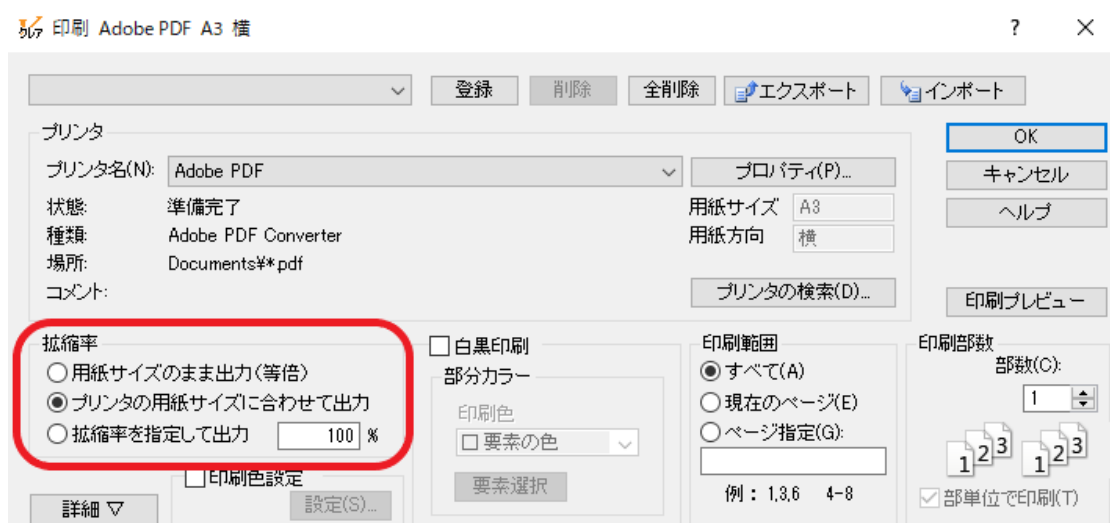 印刷 Adobe PDF A3 横 ?
登録 削除 全削除 エクスポート インポート
プリンタ
OK
プリンタ名(N): Adobe PDF プロパティ(P)...
キャンセル
状態: 準備完了 用紙サイズ A3
ヘルプ
種類: Adobe PDF Converter 用紙方向 横
場所: Documents¥*.pdf
コメント: プリンタの検索(D)...
印刷プレビュー
拡縮率
用紙サイズのまま出力(等倍)
プリンタの用紙サイズに合わせて出力
拡縮率を指定して出力 100 %
白黒印刷
部分カラー
印刷色
要素の色
要素選択
印刷範囲
すべて(A)
現在のページ(E)
ページ指定(G):
例 : 1,3,6 4-8
印刷部数
部数(C):
1
1 2 3 1 2 3
部単位で印刷(T)
印刷色設定
設定(S)...
詳細 ▽